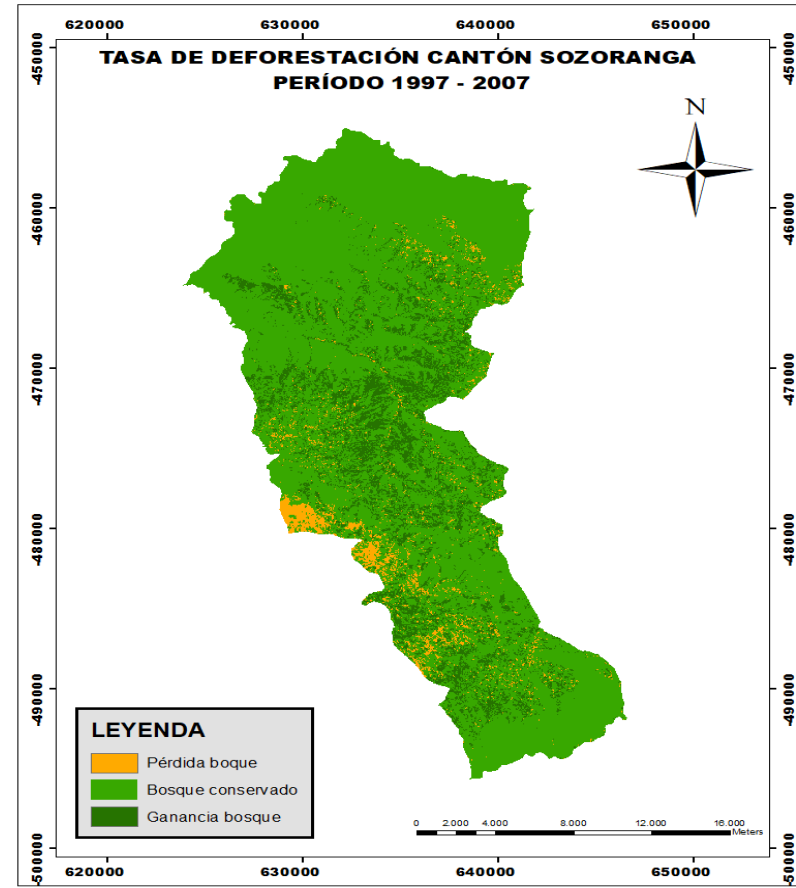 620000 630000 640000 650000
TASA DE DEFORESTACIÓN CANTÓN SOZORANGA
PERÍODO 1997 - 2007
N
-450000 -450000
-460000 -460000
-470000 -470000
-480000 -480000
-490000 -490000
-500000 -500000
LEYENDA
Pérdida boque
Bosque conservado
Ganancia bosque
0 2.000 4.000 8.000 12.000 16.000
Meters
620000 630000 640000 650000